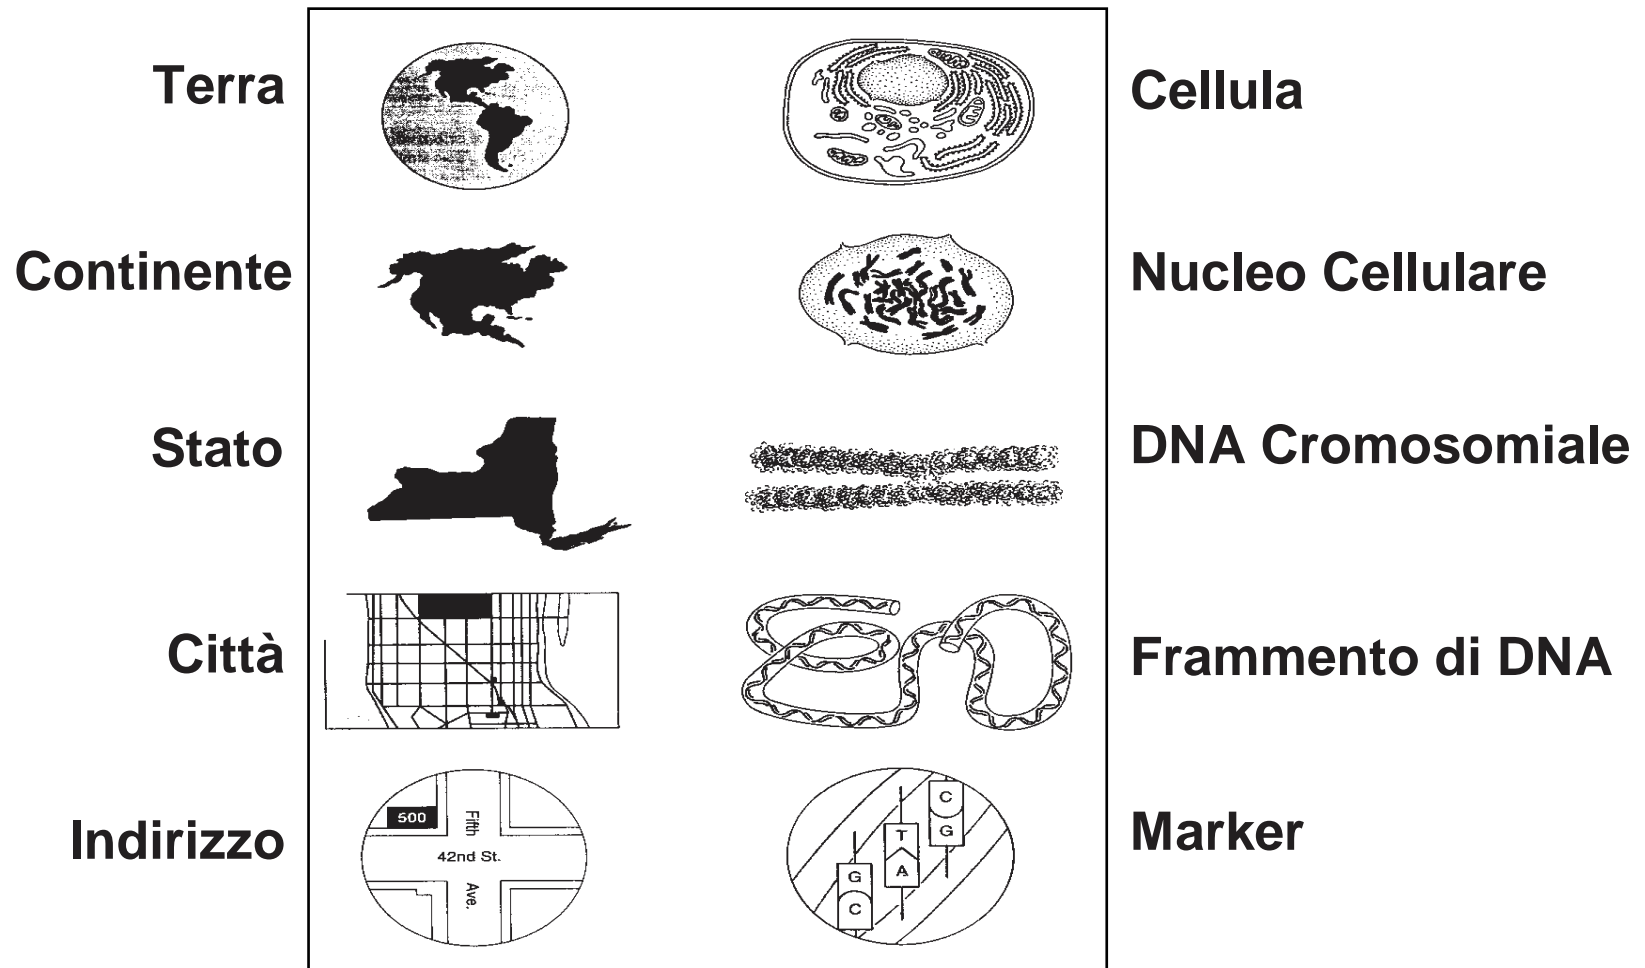 Terra
Cellula
Continente
Nucleo Cellulare
Stato
DNA Cromosomiale
Città
Frammento di DNA
Indirizzo
500
Fifth
42nd St.
Ave.
C
G
T
A
G
C
Marker